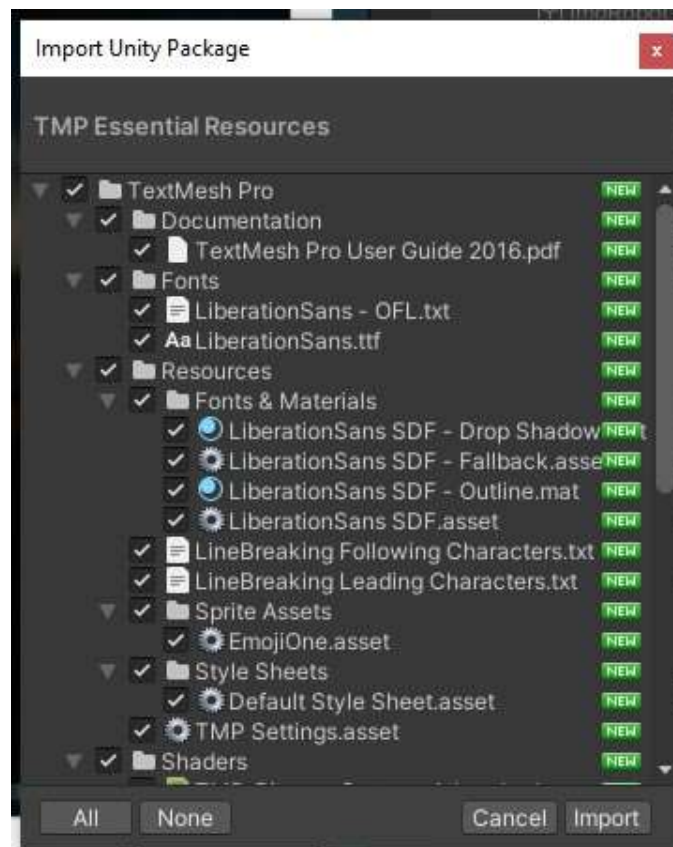 Import Unity Package x
TMP Essential Resources
TextMesh Pro NEW
Documentation NEW
TextMesh Pro User Guide 2016.pdf NEW
Fonts NEW
LiberationSans - OFL.txt NEW
Aa LiberationSans.ttf NEW
Resources NEW
Fonts & Materials NEW
LiberationSans SDF - Drop Shadow NEW t
LiberationSans SDF - Fallback.asse NEW
LiberationSans SDF - Outline.mat NEW
LiberationSans SDF.asset NEW
LineBreaking Following Characters.txt NEW
LineBreaking Leading Characters.txt NEW
Sprite Assets NEW
EmojiOne.asset NEW
Style Sheets NEW
Default Style Sheet.asset NEW
TMP Settings.asset NEW
Shaders NEW
All None Cancel Import